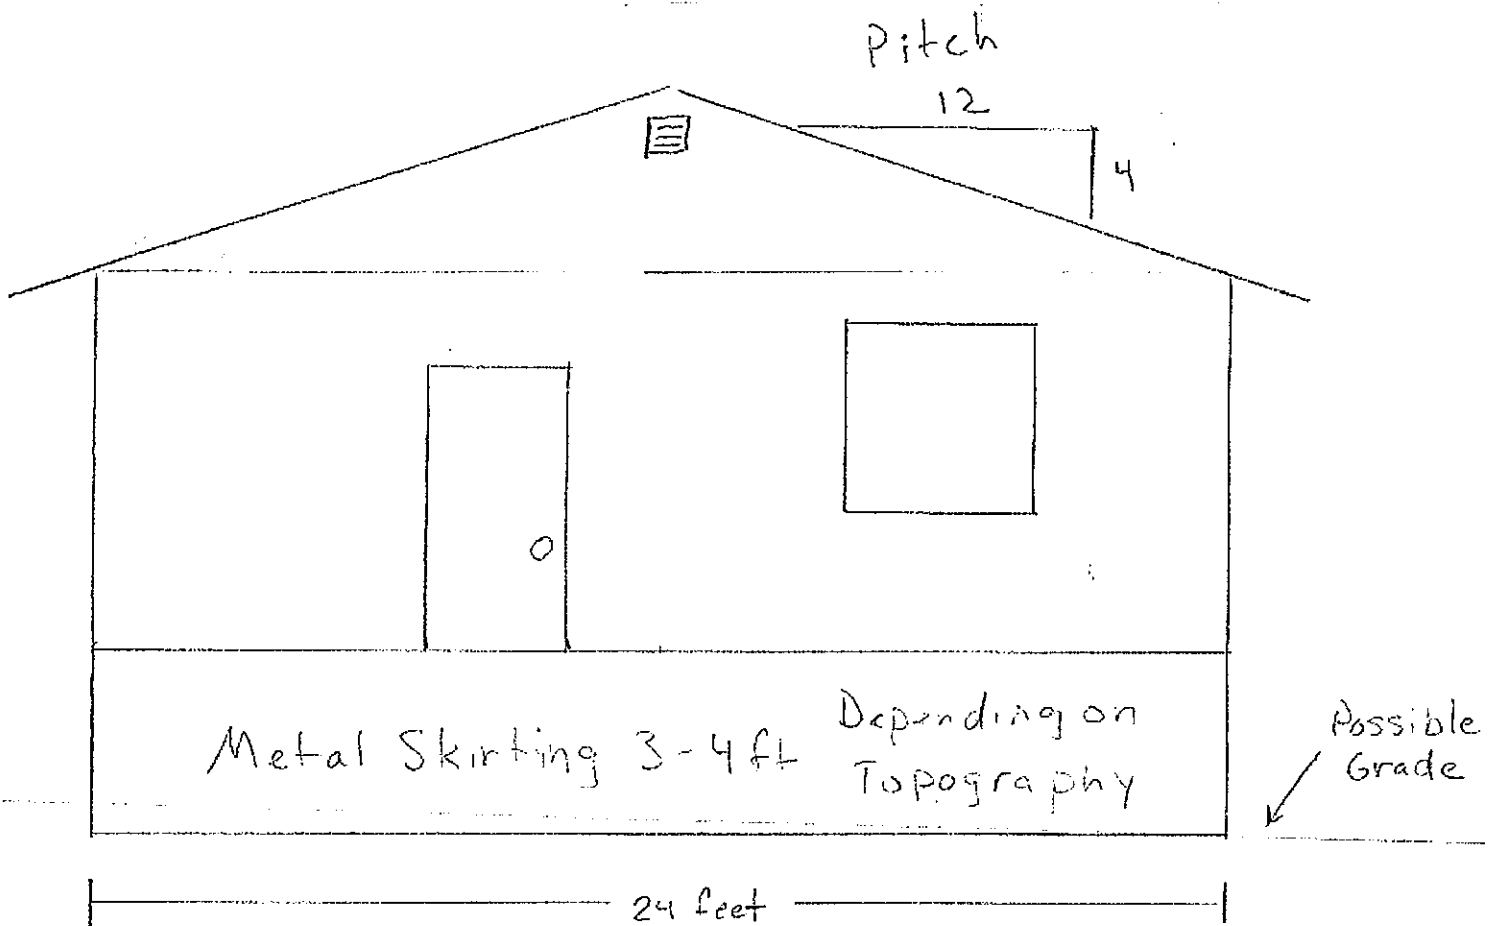 Pitch
12
4
Metal Skirting 3-4ft
Depending on
Topography
Possible
Grade
24 feet